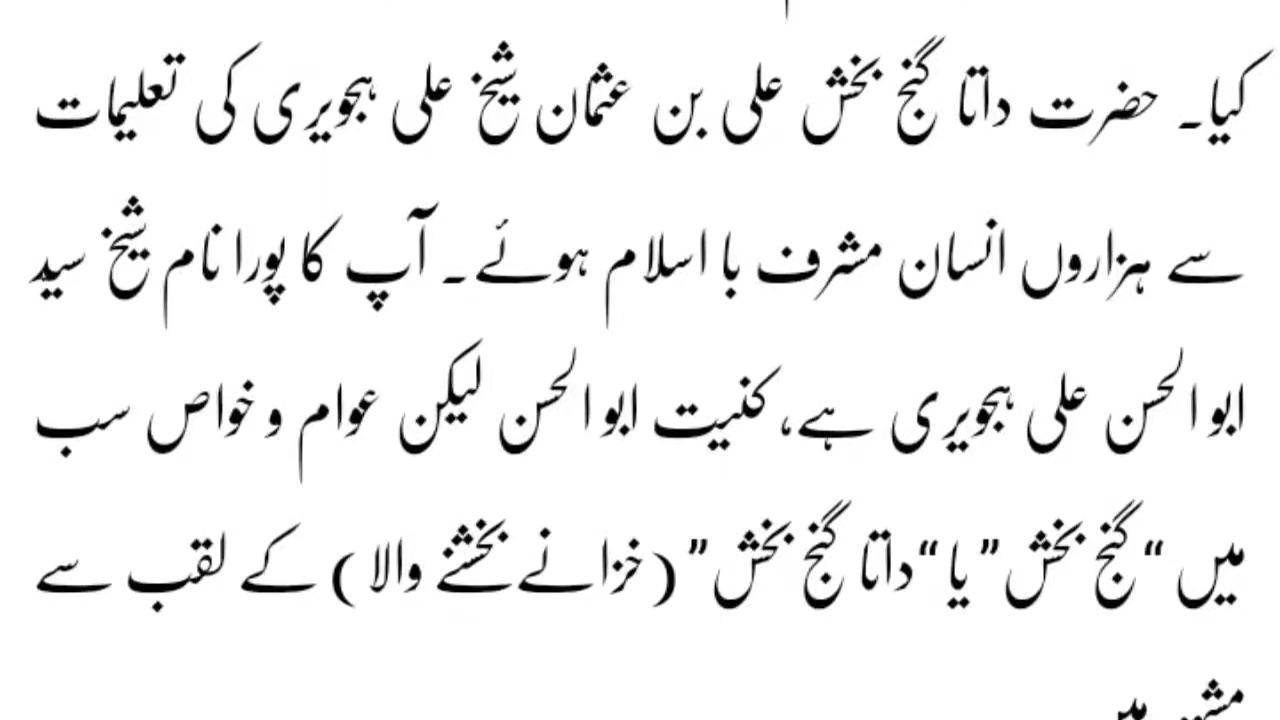 کیا۔ حضرت داتا گنج بخش علی بن عثمان شیخ علی ہجویری کی تعلیمات
سے ہزاروں انسان مشرف با اسلام ہوئے۔ آپ کا پورا نام شیخ سید
ابو الحسن علی ہجویری ہے، کنیت ابو الحسن لیکن عوام و خواص سب
میں “گنج بخش” یا “داتا گنج بخش” (خزانے بخشنے والا) کے لقب سے